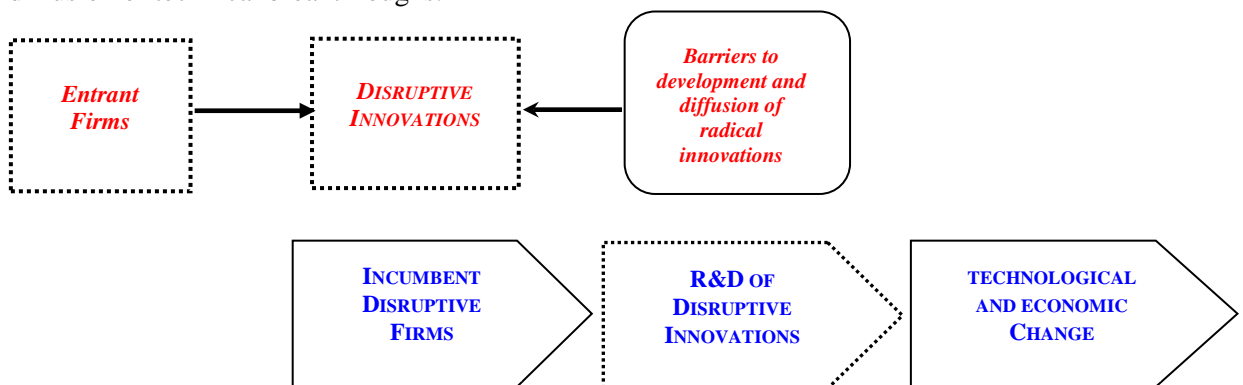 Entrant
Firms
DISRUPTIVE
INNOVATIONS
Barriers to
development and
diffusion of
radical
innovations
INCUMBENT
DISRUPTIVE
FIRMS
R&D OF
DISRUPTIVE
INNOVATIONS
TECHNOLOGICAL
AND ECONOMIC
CHANGE